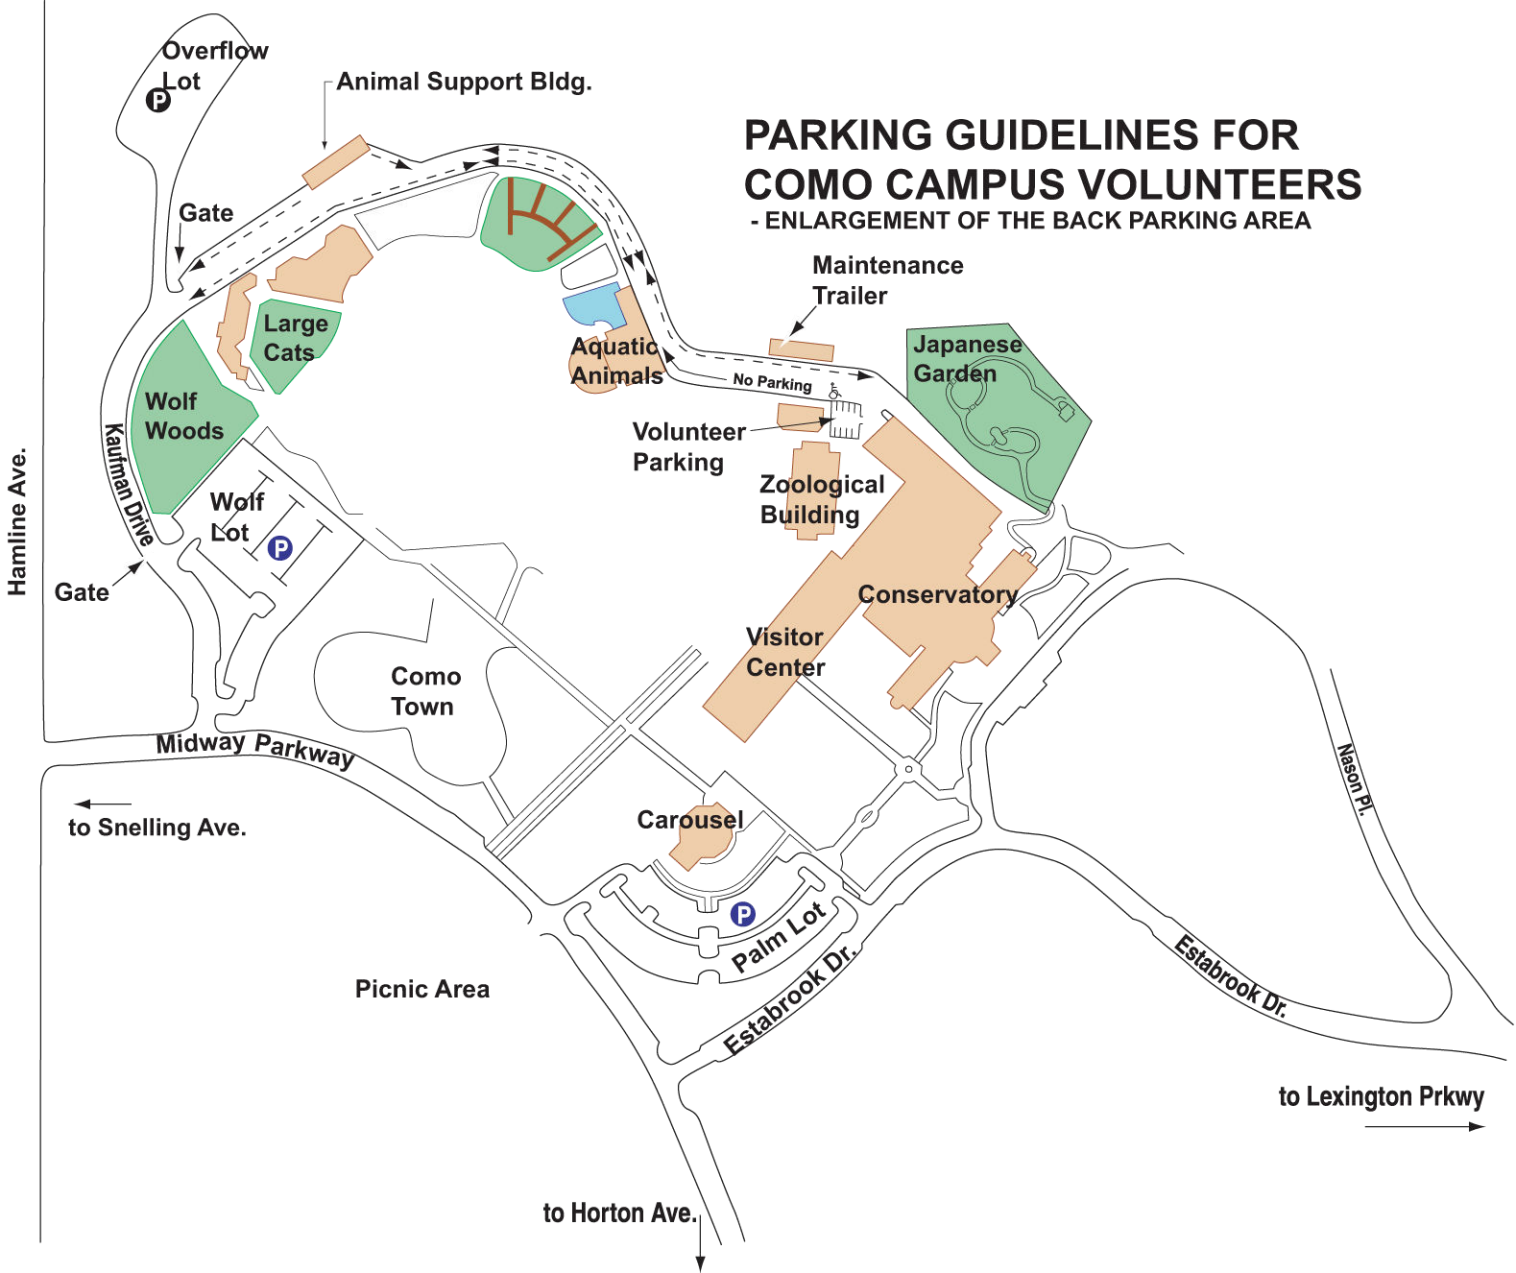 Overflow
Lot
P
Animal Support Bldg.
PARKING GUIDELINES FOR
COMO CAMPUS VOLUNTEERS
- ENLARGEMENT OF THE BACK PARKING AREA
Gate
Maintenance
Trailer
Large
Cats
Aquatic
Animals
Japanese
Garden
No Parking
Wolf
Woods
Volunteer
Parking
Kaufman Drive
Hamline Ave.
Zoological
Building
Wolf
Lot
P
Gate
Conservatory
Visitor
Center
Como
Town
Midway Parkway
Nason Pl.
to Snelling Ave.
Carousel
P
Palm Lot
Picnic Area
Estabrook Dr.
Estabrook Dr.
to Lexington Prkwy
to Horton Ave.